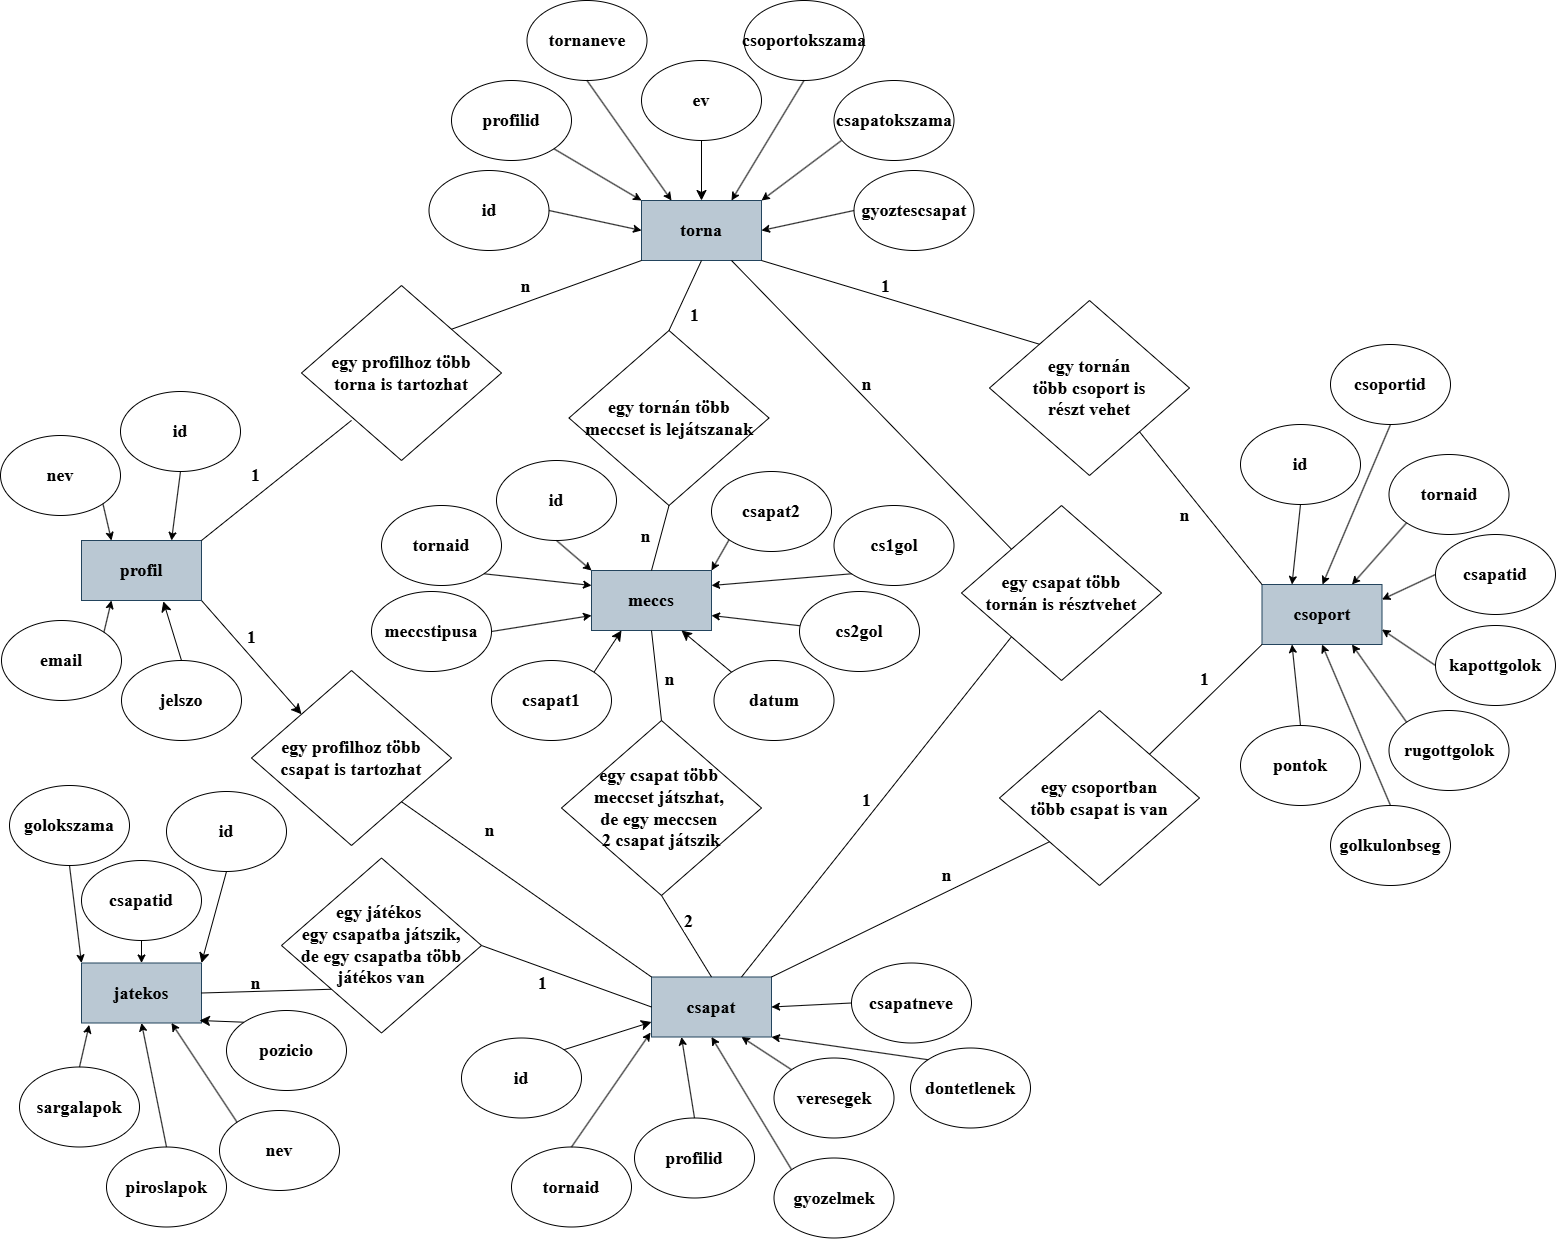 tornaneve
csoportokszama
ev
profilid
csapatokszama
id
gyoztescsapat
torna
n
1
1
egy profilhoz több
torna is tartozhat
egy tornán több
meccset is lejátszanak
n
egy tornán
több csoport is
részt vehet
csoportid
id
nev
1
id
csapat2
tornaid
n
tornaid
n
cs1gol
profil
meccs
egy csapat több
tornán is résztvehet
csapatid
csoport
meccstipusa
cs2gol
email
1
jelszo
csapat1
n
datum
1
kapottgolok
egy profilhoz több
csapat is tartozhat
egy csapat több
meccset játszhat,
de egy meccsen
2 csapat játszik
1
egy csoportban
több csapat is van
pontok
rugottgolok
golkulonbseg
golokszama
id
n
csapatid
n
egy játékos
egy csapatba játszik,
de egy csapatba több
játékos van
2
jatekos
n
1
csapat
csapatneve
pozicio
id
veresegek
dontetlenek
sargalapok
nev
profilid
piroslapok
tornaid
gyozelmek